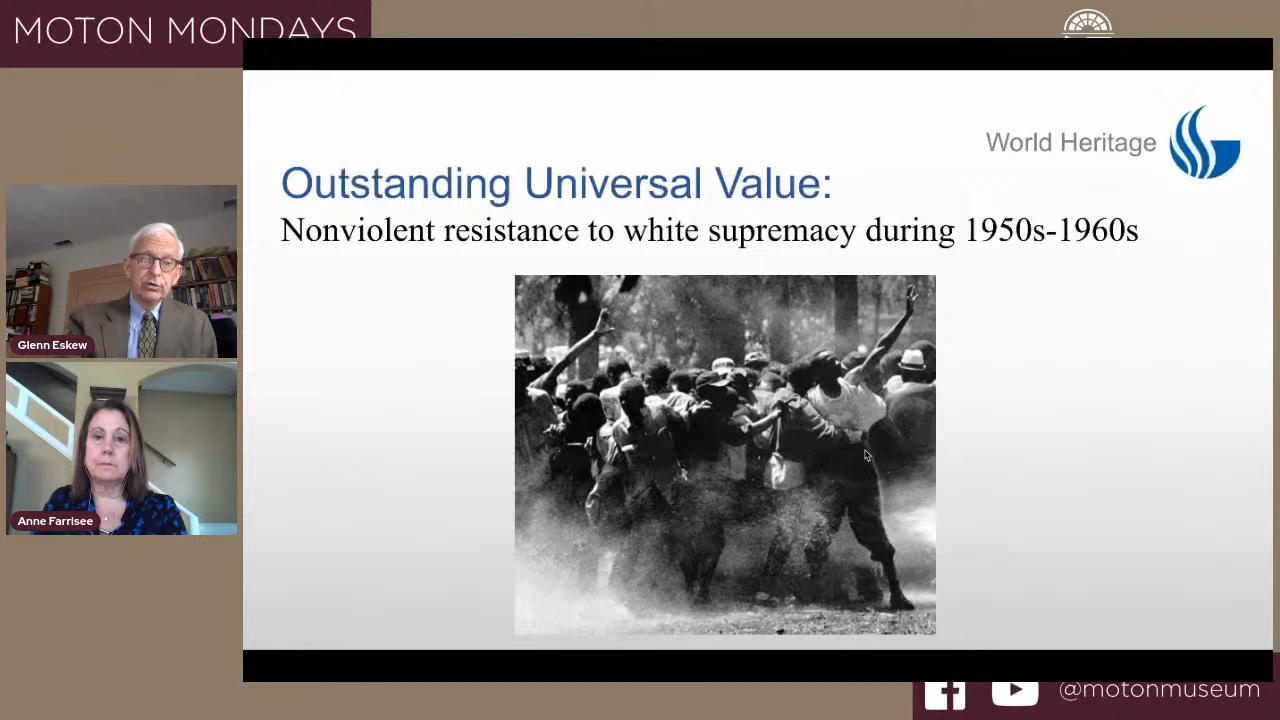 MOTON MONDAYS
World Heritage
Outstanding Universal Value:
Nonviolent resistance to white supremacy during 1950s-1960s
Glenn Eskew
Anne Farrisee
@motonmuseum